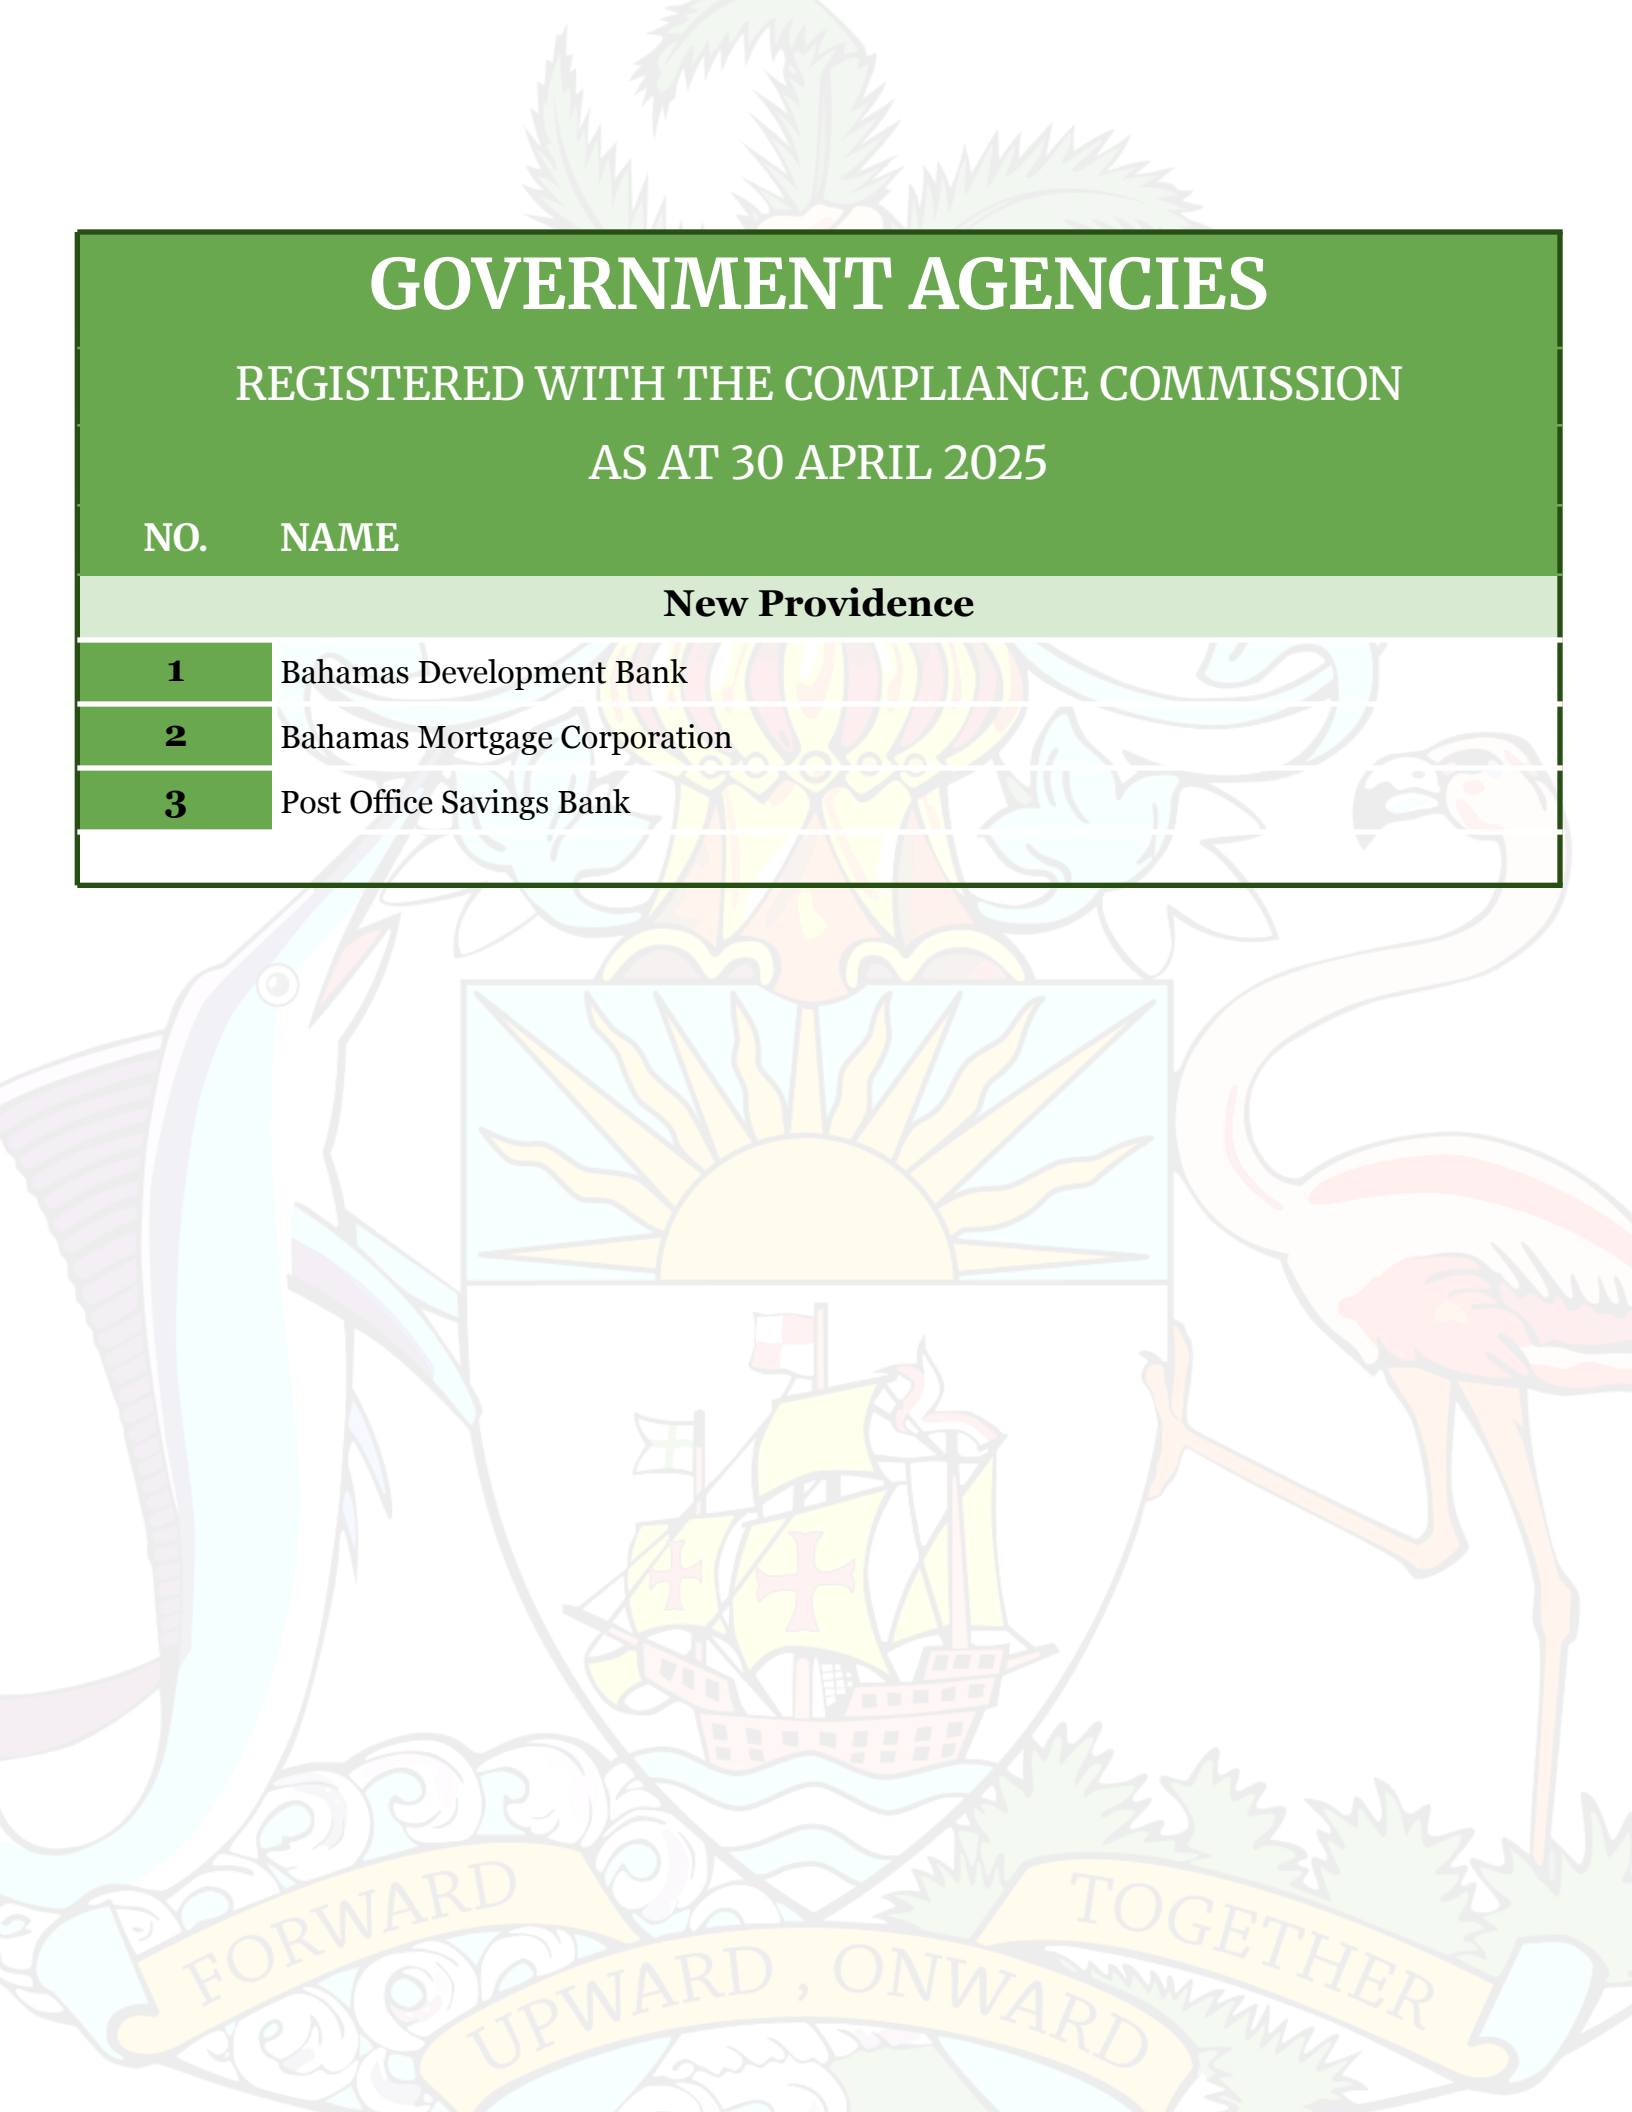 GOVERNMENT AGENCIES
REGISTERED WITH THE COMPLIANCE COMMISSION
AS AT 30 APRIL 2025
NO. NAME
New Providence
1 Bahamas Development Bank
2 Bahamas Mortgage Corporation
3 Post Office Savings Bank
FORWARD
UPWARD , ONWARD
TOGETHER